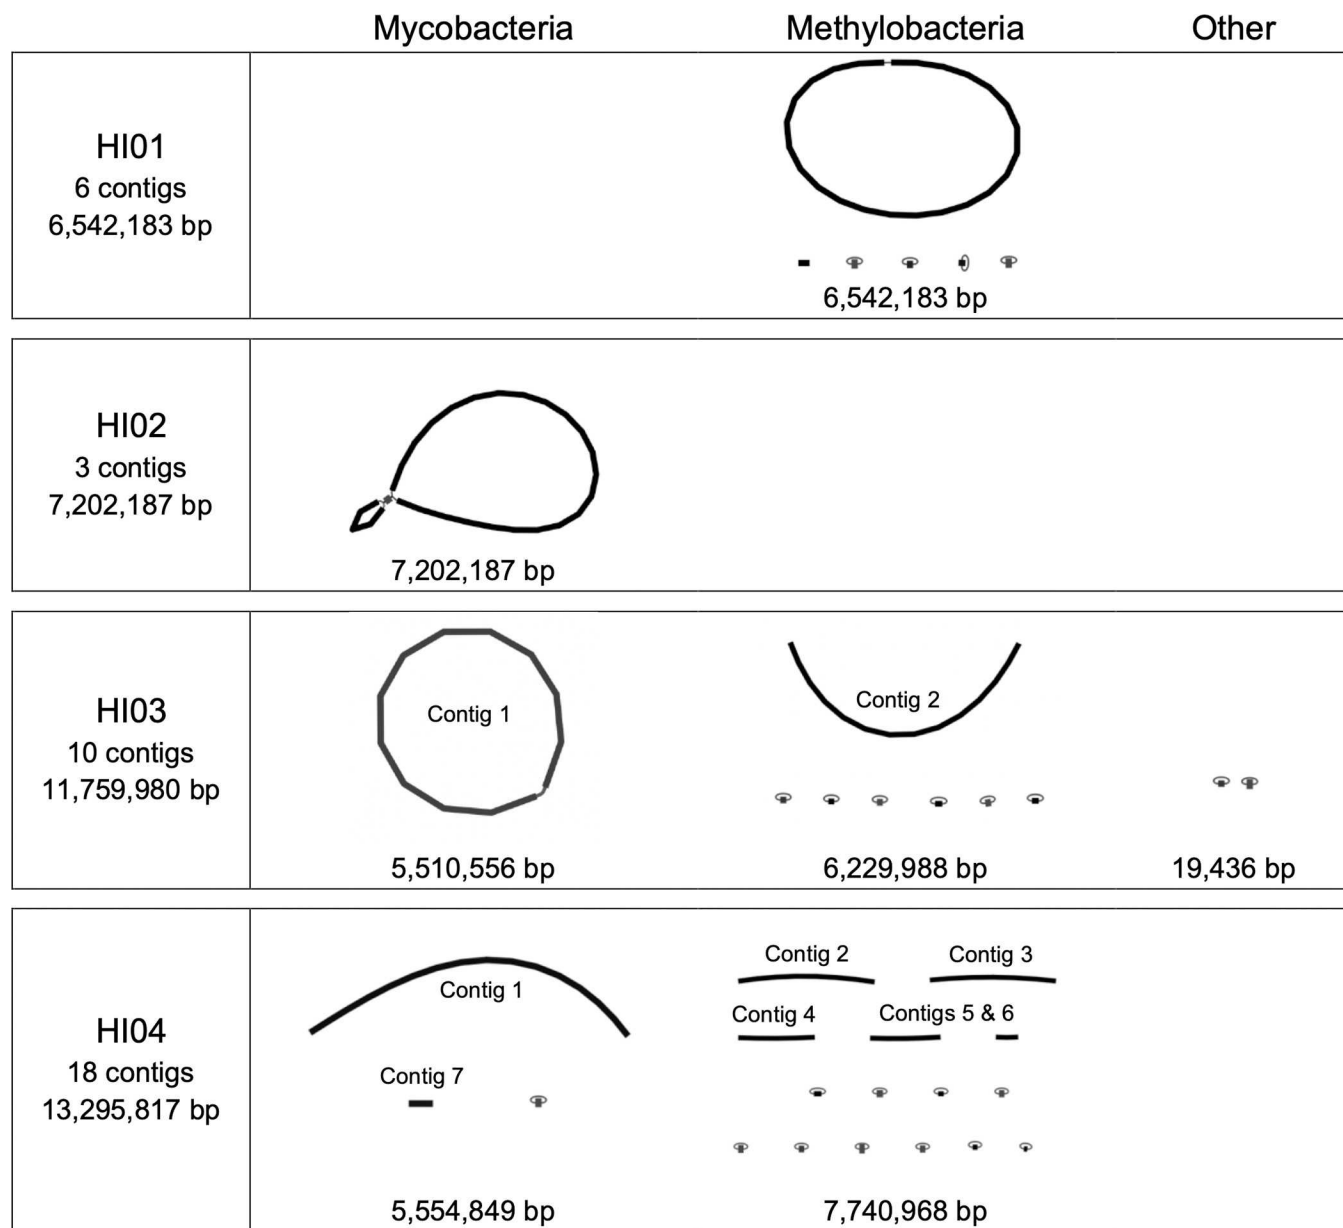 Mycobacteria Methylobacteria Other
HI01
6 contigs
6,542,183 bp
6,542,183 bp
HI02
3 contigs
7,202,187 bp
7,202,187 bp
HI03
10 contigs
11,759,980 bp
Contig 1
5,510,556 bp
Contig 2
6,229,988 bp
19,436 bp
HI04
18 contigs
13,295,817 bp
Contig 1
Contig 7
5,554,849 bp
Contig 2 Contig 3
Contig 4 Contigs 5 & 6
7,740,968 bp